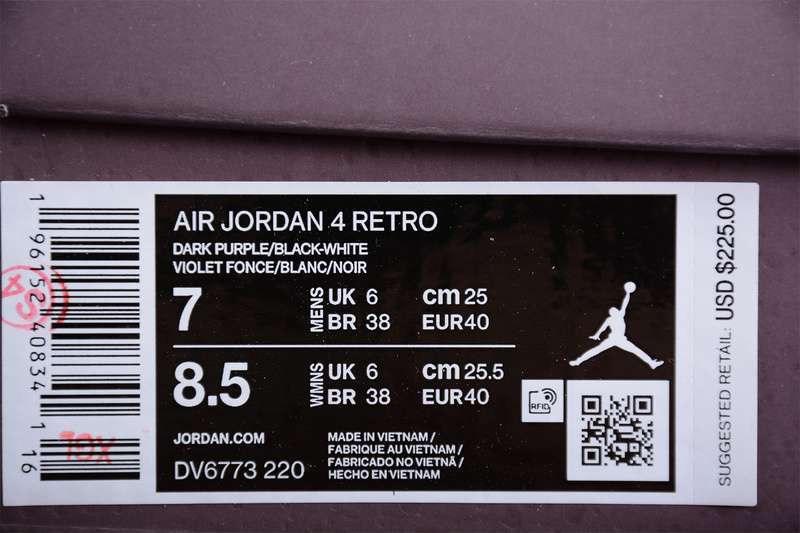 AIR JORDAN 4 RETRO
DARK PURPLE/BLACK-WHITE
VIOLET FONCE/BLANC/NOIR
7 MENS UK 6 cm 25
BR 38 EUR 40
8.5 WMNS UK 6 cm 25.5
BR 38 EUR 40
RFID
JORDAN.COM
DV6773 220
MADE IN VIETNAM /
FABRIQUE AU VIETNAM /
FABRICADO NO VIETNÃ /
HECHO EN VIETNAM
SUGGESTED RETAIL: USD $225.00
1 96152 40834 1 16
XGL